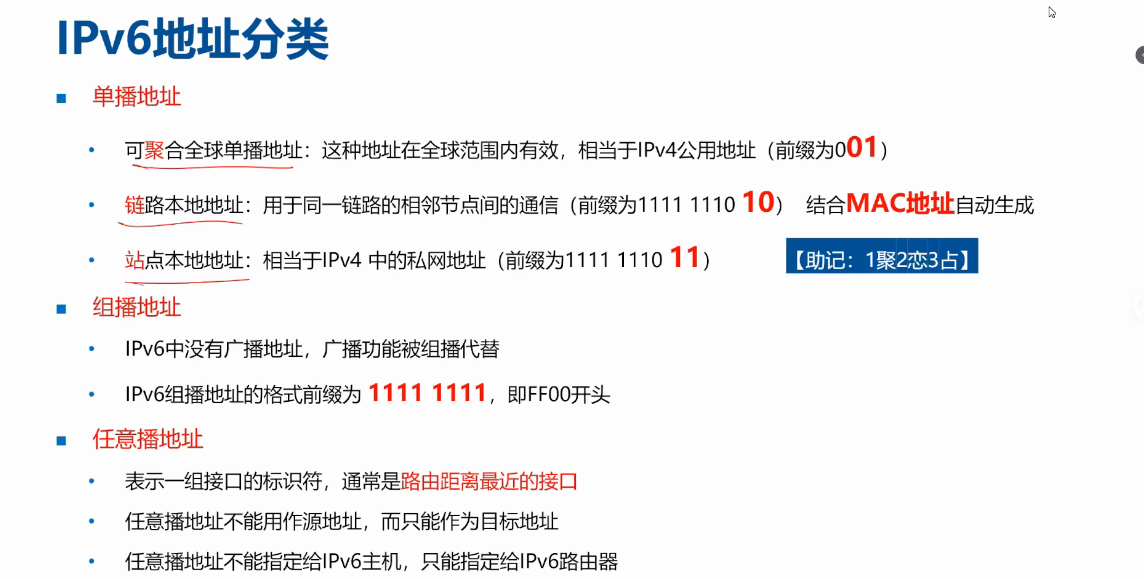 IPv6地址分类
单播地址
可聚合全球单播地址：这种地址在全球范围内有效，相当于IPv4公用地址（前缀为001）
链路本地地址：用于同一链路的相邻节点间的通信（前缀为1111 1110 10） 结合MAC地址自动生成
站点本地地址：相当于IPv4 中的私网地址（前缀为1111 1110 11） 【助记：1聚2恋3占】
组播地址
IPv6中没有广播地址，广播功能被组播代替
IPv6组播地址的格式前缀为 1111 1111，即FF00开头
任意播地址
表示一组接口的标识符，通常是路由距离最近的接口
任意播地址不能用作源地址，而只能作为目标地址
任意播地址不能指定给IPv6主机，只能指定给IPv6路由器